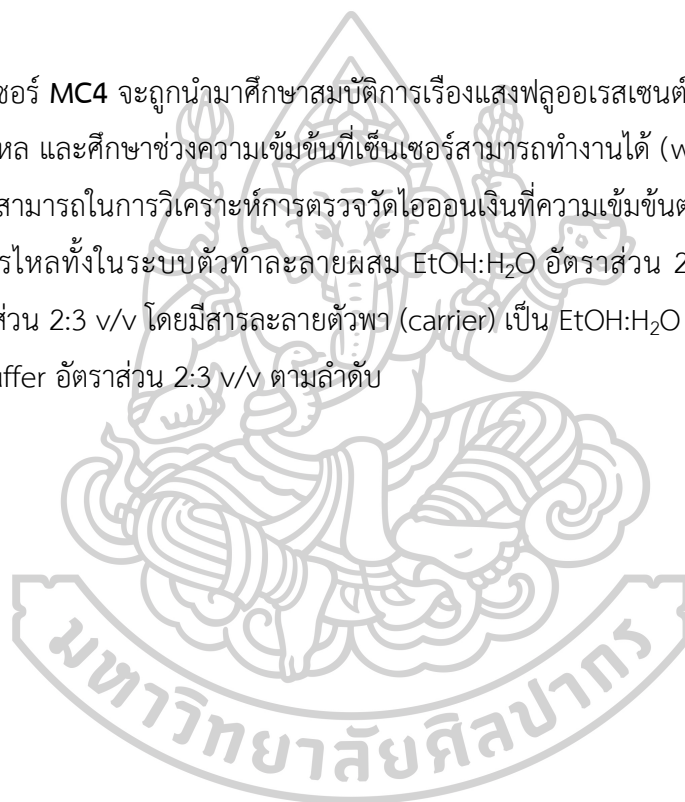 ซอร์ MC4 จะถูกนำมาศึกษาสมบัติการเรืองแสงฟลูออเรสเซนต์
หล และศึกษาช่วงความเข้มข้นที่เซ็นเซอร์สามารถทำงานได้ (w
สามารถในการวิเคราะห์การตรวจวัดไอออนเงินที่ความเข้มข้นต
รไหลทั้งในระบบตัวทำละลายผสม EtOH:H₂O อัตราส่วน 2
ส่วน 2:3 v/v โดยมีสารละลายตัวพา (carrier) เป็น EtOH:H₂O
uffer อัตราส่วน 2:3 v/v ตามลำดับ
มหาวิทยาลัยศิลปากร